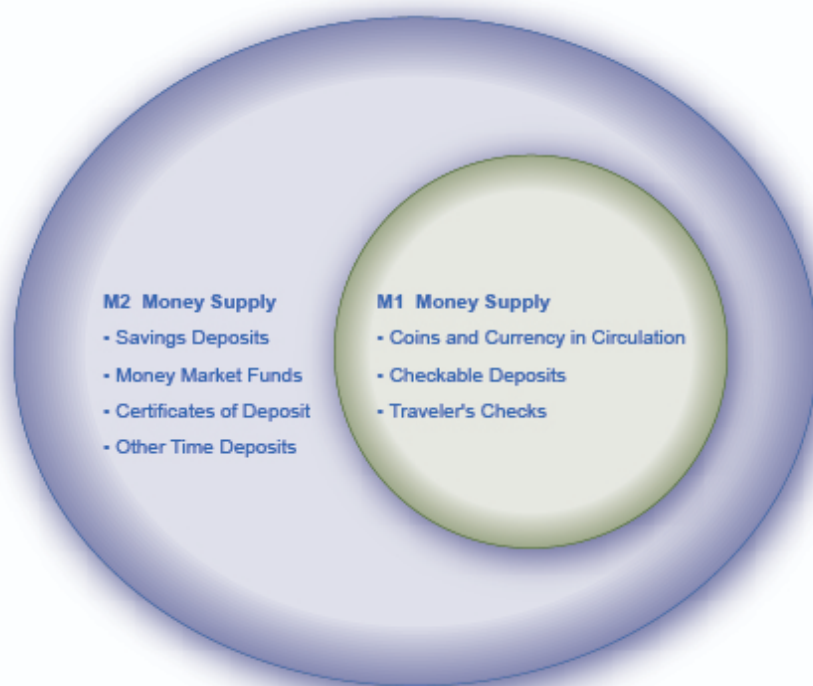 M2 Money Supply
▪ Savings Deposits
▪ Money Market Funds
▪ Certificates of Deposit
▪ Other Time Deposits
M1 Money Supply
▪ Coins and Currency in Circulation
▪ Checkable Deposits
▪ Traveler's Checks